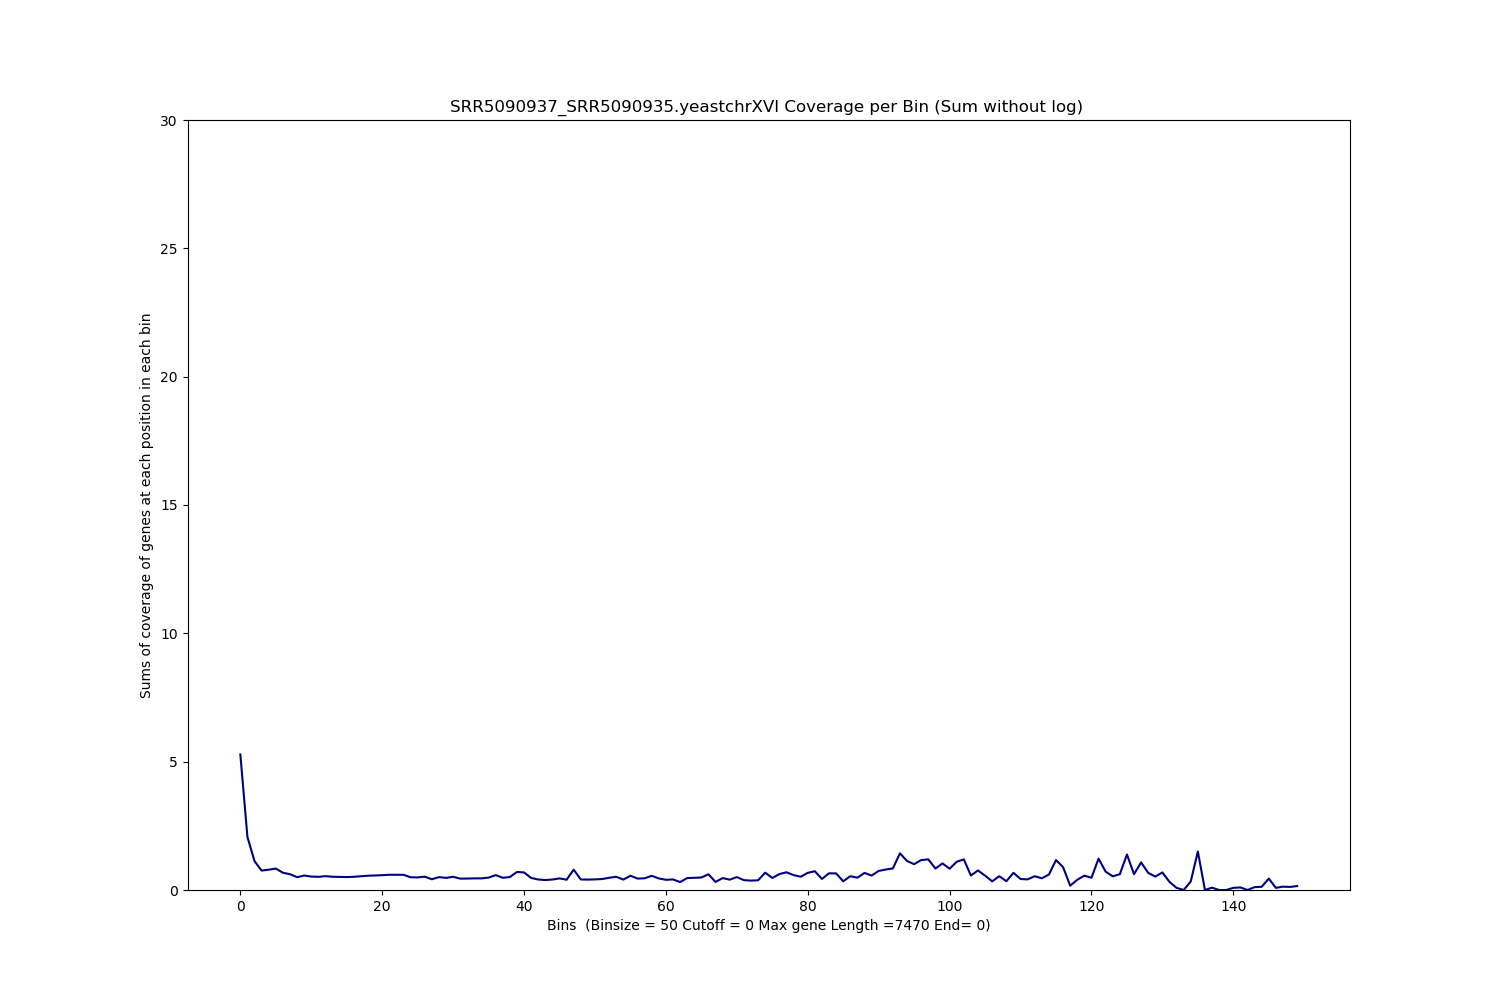 SRR5090937_SRR5090935.yeastchrXVI Coverage per Bin (Sum without log)
30
25
20
15
10
5
0
Sums of coverage of genes at each position in each bin
0 20 40 60 80 100 120 140
Bins  (Binsize = 50 Cutoff = 0 Max gene Length =7470 End= 0)